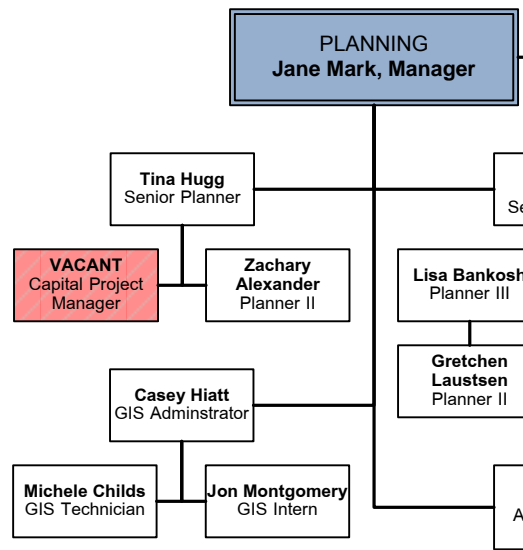 PLANNING
Jane Mark, Manager
Tina Hugg
Senior Planner
VACANT
Capital Project
Manager
Zachary
Alexander
Planner II
Lisa Bankosh
Planner III
Gretchen
Laustsen
Planner II
Casey Hiatt
GIS Adminstrator
Michele Childs
GIS Technician
Jon Montgomery
GIS Intern